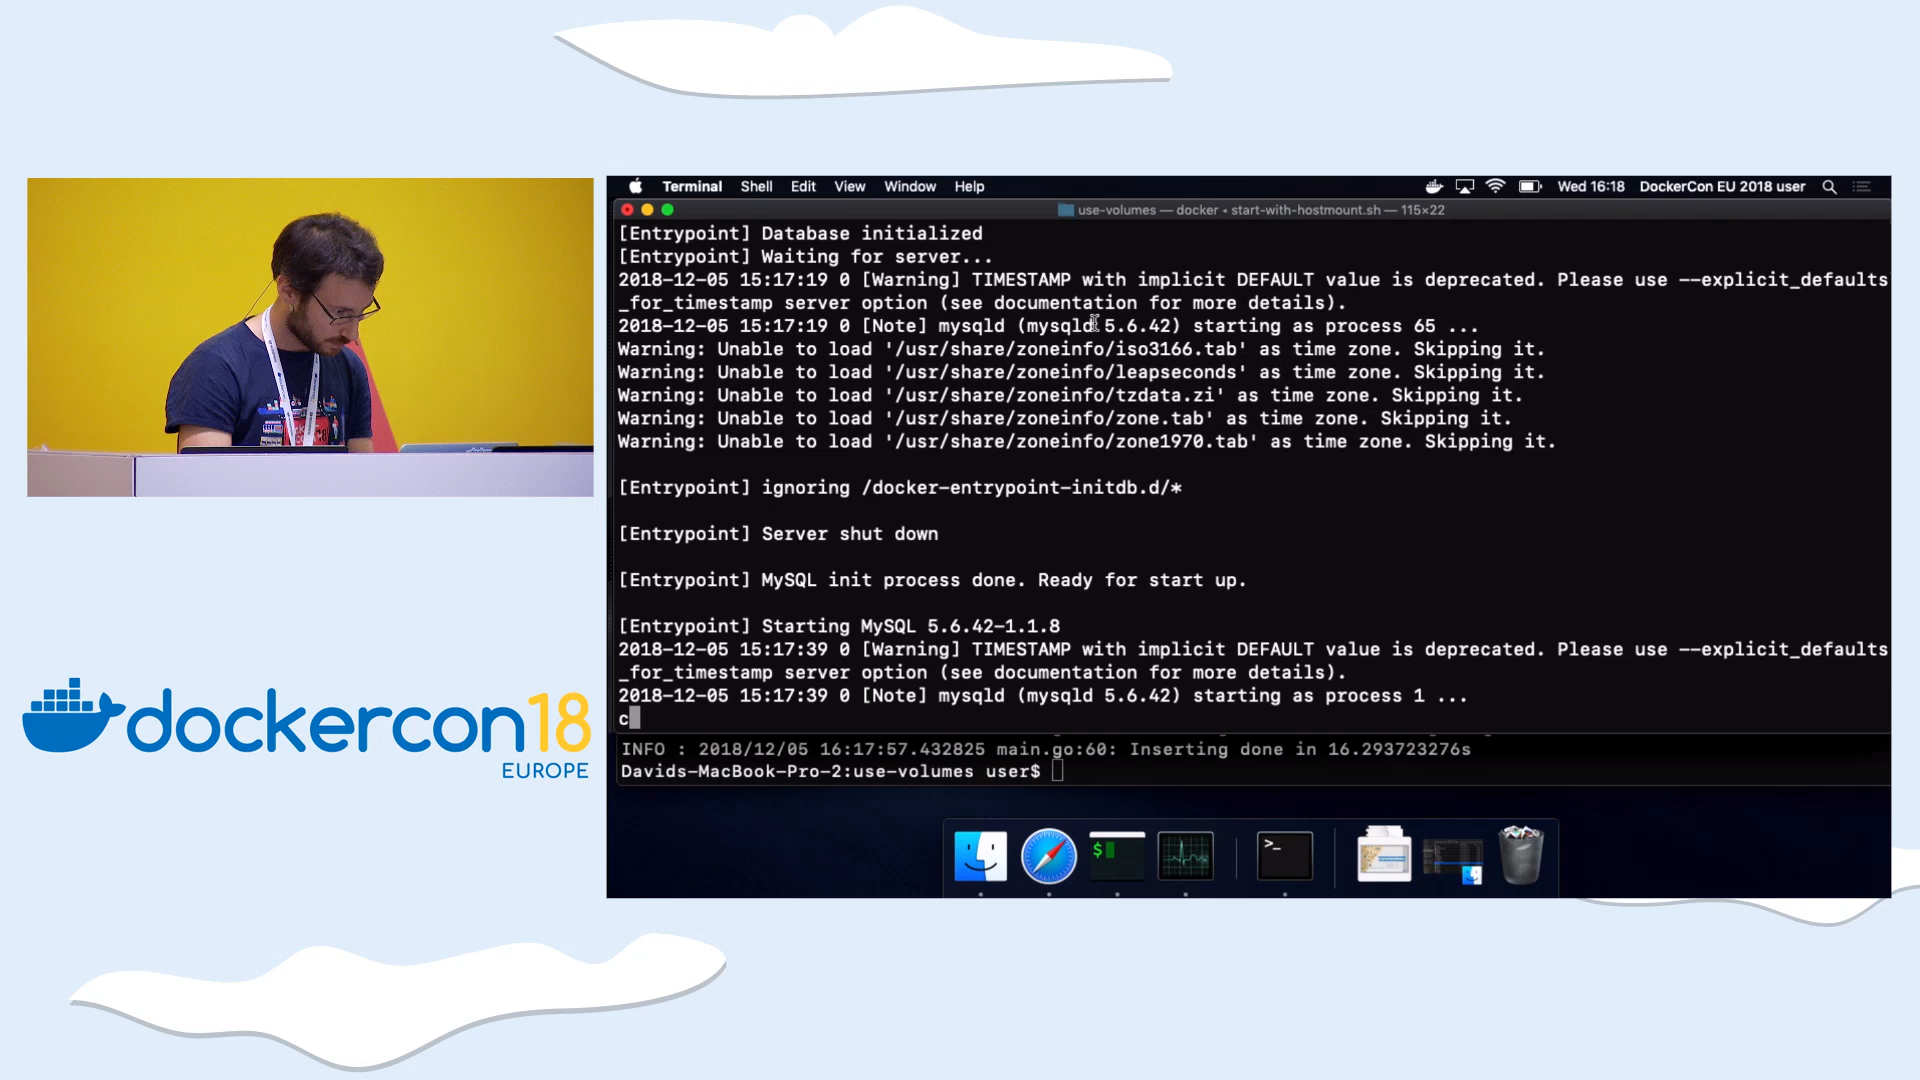 Terminal Shell Edit View Window Help Wed 16:18 DockerCon EU 2018 user
use-volumes — docker • start-with-hostmount.sh — 115×22
[Entrypoint] Database initialized
[Entrypoint] Waiting for server...
2018-12-05 15:17:19 0 [Warning] TIMESTAMP with implicit DEFAULT value is deprecated. Please use --explicit_defaults
_for_timestamp server option (see documentation for more details).
2018-12-05 15:17:19 0 [Note] mysqld (mysqld 5.6.42) starting as process 65 ...
Warning: Unable to load '/usr/share/zoneinfo/iso3166.tab' as time zone. Skipping it.
Warning: Unable to load '/usr/share/zoneinfo/leapseconds' as time zone. Skipping it.
Warning: Unable to load '/usr/share/zoneinfo/tzdata.zi' as time zone. Skipping it.
Warning: Unable to load '/usr/share/zoneinfo/zone.tab' as time zone. Skipping it.
Warning: Unable to load '/usr/share/zoneinfo/zone1970.tab' as time zone. Skipping it.
[Entrypoint] ignoring /docker-entrypoint-initdb.d/*
[Entrypoint] Server shut down
[Entrypoint] MySQL init process done. Ready for start up.
[Entrypoint] Starting MySQL 5.6.42-1.1.8
2018-12-05 15:17:39 0 [Warning] TIMESTAMP with implicit DEFAULT value is deprecated. Please use --explicit_defaults
_for_timestamp server option (see documentation for more details).
2018-12-05 15:17:39 0 [Note] mysqld (mysqld 5.6.42) starting as process 1 ...
c
INFO : 2018/12/05 16:17:57.432825 main.go:60: Inserting done in 16.293723276s
Davids-MacBook-Pro-2:use-volumes user$
dockercon18
EUROPE